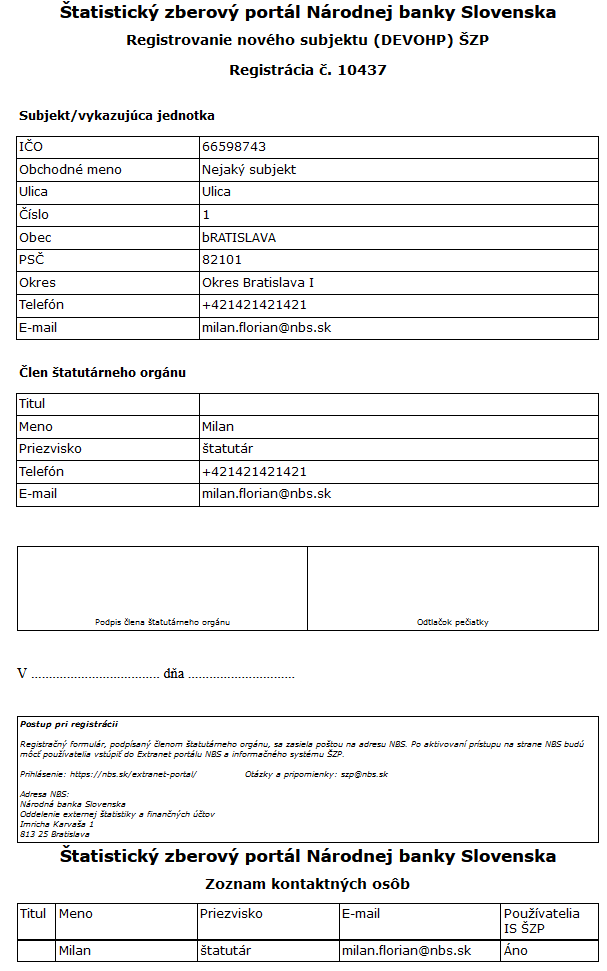 Štatistický zberový portál Národnej banky Slovenska
Registrovanie nového subjektu (DEVOHP) ŠZP
Registrácia č. 10437
Subjekt/vykazujúca jednotka
IČO 66598743
Obchodné meno Nejaký subjekt
Ulica Ulica
Číslo 1
Obec bRATISLAVA
PSČ 82101
Okres Okres Bratislava I
Telefón +421421421421
E-mail milan.florian@nbs.sk
Člen štatutárneho orgánu
Titul
Meno Milan
Priezvisko štatutár
Telefón +421421421421
E-mail milan.florian@nbs.sk
Podpis člena štatutárneho orgánu Odtlačok pečiatky
V .................................... dňa ..............................
Postup pri registrácii
Registračný formulár, podpísaný členom štatutárneho orgánu, sa zasiela poštou na adresu NBS. Po aktivovaní prístupu na strane NBS budú
môcť používatelia vstúpiť do Extranet portálu NBS a informačného systému ŠZP.
Prihlásenie: https://nbs.sk/extranet-portal/ Otázky a pripomienky: szp@nbs.sk
Adresa NBS:
Národná banka Slovenska
Oddelenie externej štatistiky a finančných účtov
Imricha Karvaša 1
813 25 Bratislava
Štatistický zberový portál Národnej banky Slovenska
Zoznam kontaktných osôb
Titul Meno Priezvisko E-mail Používatelia
IS ŠZP
Milan štatutár milan.florian@nbs.sk Áno